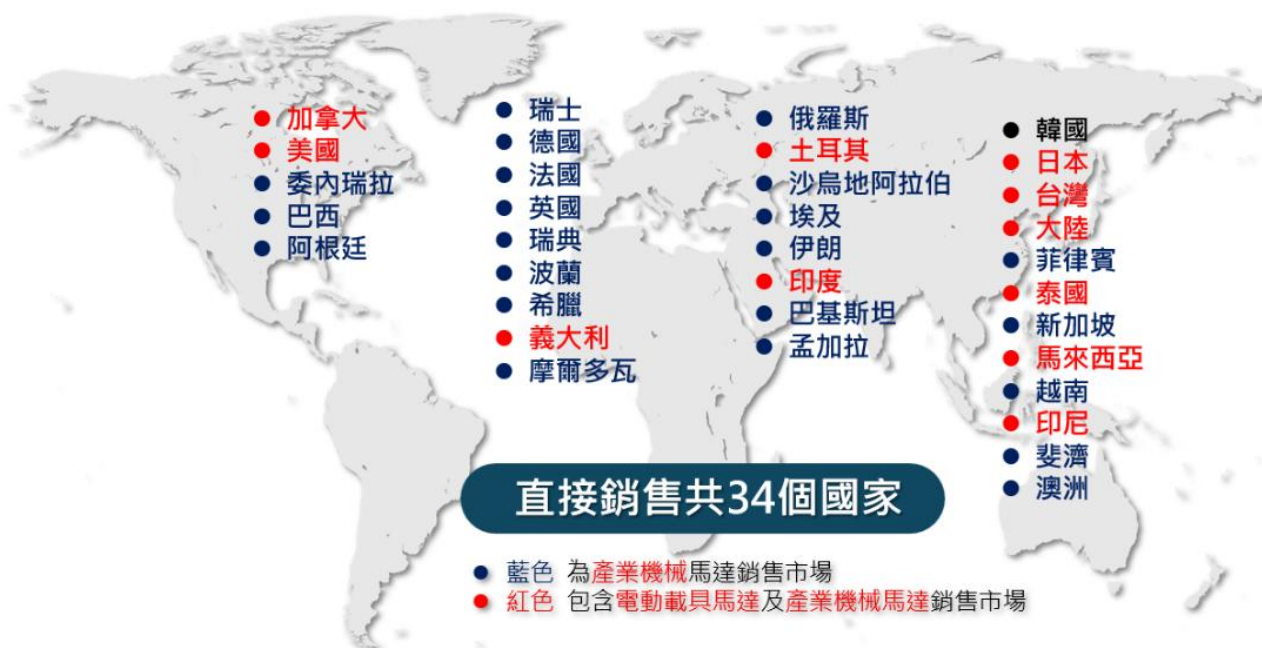 加拿大
美國
委內瑞拉
巴西
阿根廷
瑞士
德國
法國
英國
瑞典
波蘭
希臘
義大利
摩爾多瓦
俄羅斯
土耳其
沙烏地阿拉伯
埃及
伊朗
印度
巴基斯坦
孟加拉
韓國
日本
台灣
大陸
菲律賓
泰國
新加坡
馬來西亞
越南
印尼
斐濟
澳洲
直接銷售共34個國家
藍色 為產業機械馬達銷售市場
紅色 包含電動載具馬達及產業機械馬達銷售市場